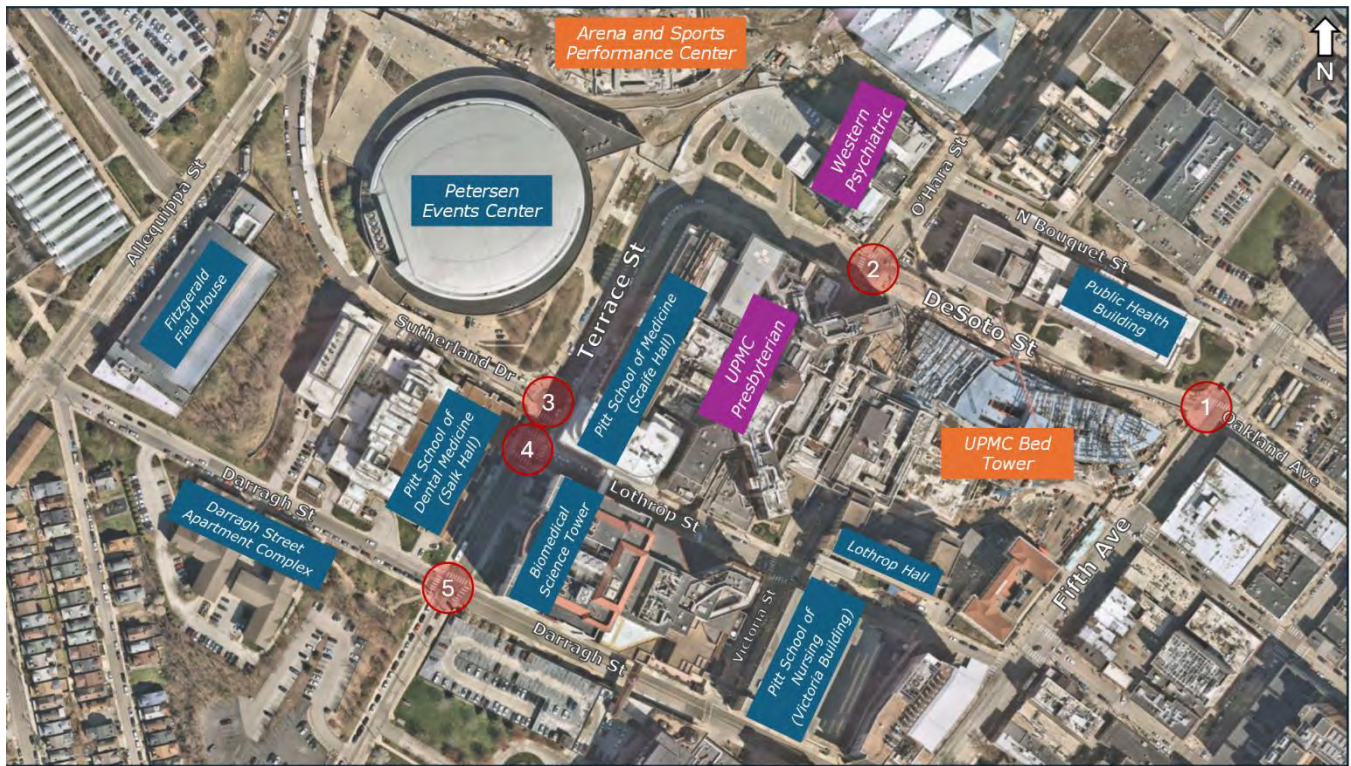 Arena and Sports
Performance Center
N
Western
Psychiatric
Allequippa St
Petersen
Events Center
O'Hara St
N Bouquet St
Fitzgerald
Field House
Terrace St
2
DeSoto St
Public Health
Building
Sutherland Dr
Pitt School of Medicine
(Scaife Hall)
UPMC
Presbyterian
3
1
4
Oakland Ave
UPMC Bed
Tower
Pitt School of
Dental Medicine
(Salk Hall)
Darragh St
Darragh Street
Apartment Complex
Lothrop St
Biomedical
Science Tower
Lothrop Hall
Fifth Ave
5
Victoria St
Darragh St
Pitt School of
Nursing
(Victoria Building)